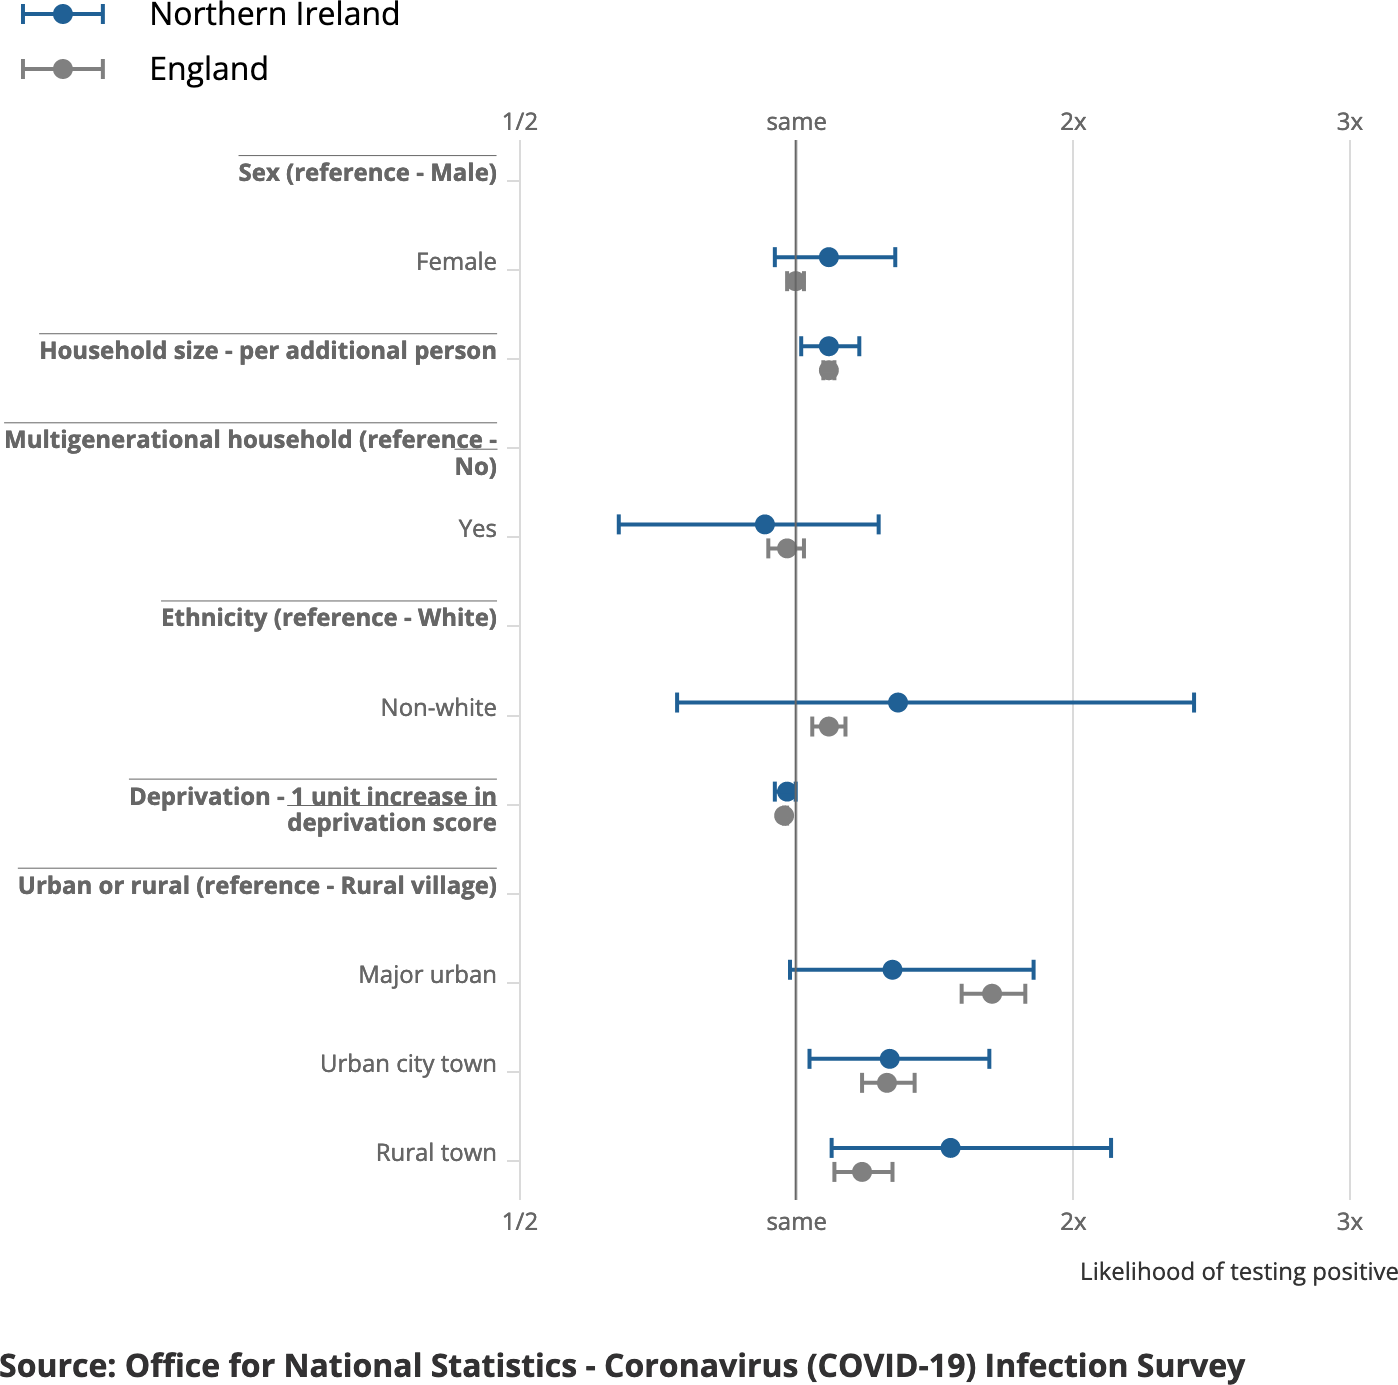 Northern Ireland
England
1/2 same 2x 3x
Sex (reference - Male)
Female
Household size - per additional person
Multigenerational household (reference -
No)
Yes
Ethnicity (reference - White)
Non-white
Deprivation - 1 unit increase in
deprivation score
Urban or rural (reference - Rural village)
Major urban
Urban city town
Rural town
1/2 same 2x 3x
Likelihood of testing positive
Source: Office for National Statistics - Coronavirus (COVID-19) Infection Survey